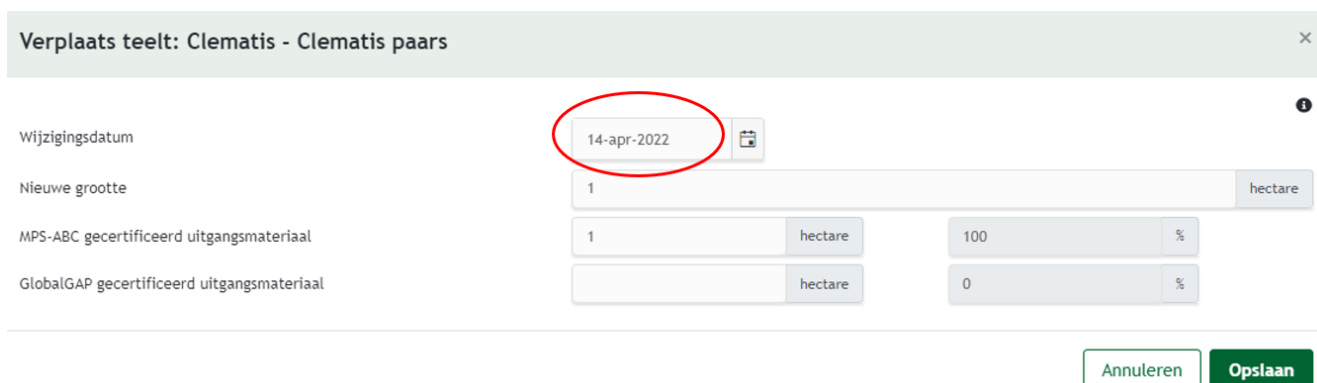 Verplaats teelt: Clematis - Clematis paars ×
Wijzigingsdatum 14-apr-2022
Nieuwe grootte 1 hectare
MPS-ABC gecertificeerd uitgangsmateriaal 1 hectare 100 %
GlobalGAP gecertificeerd uitgangsmateriaal hectare 0 %
Annuleren Opslaan